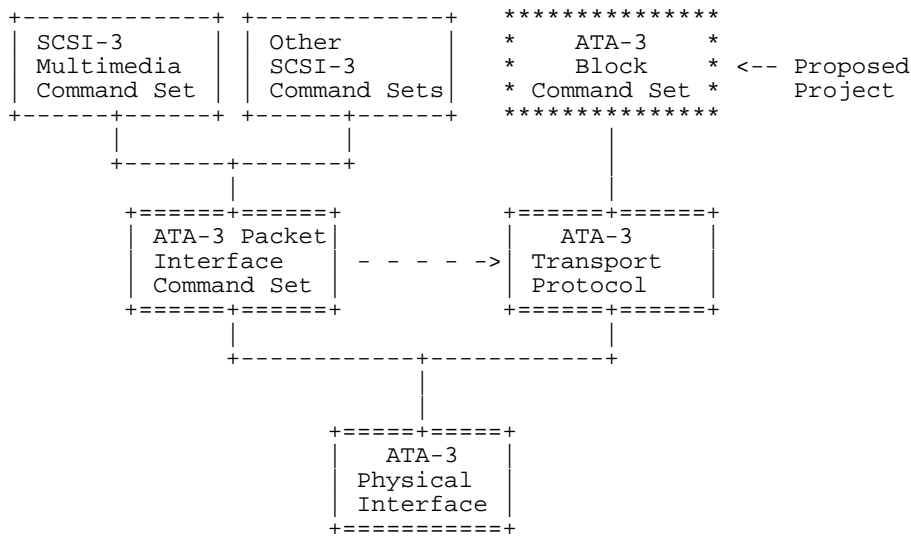 SCSI-3
Multimedia
Command Set
Other
SCSI-3
Command Sets
ATA-3
Block
Command Set
<-- Proposed
Project
ATA-3 Packet
Interface
Command Set
ATA-3
Transport
Protocol
ATA-3
Physical
Interface